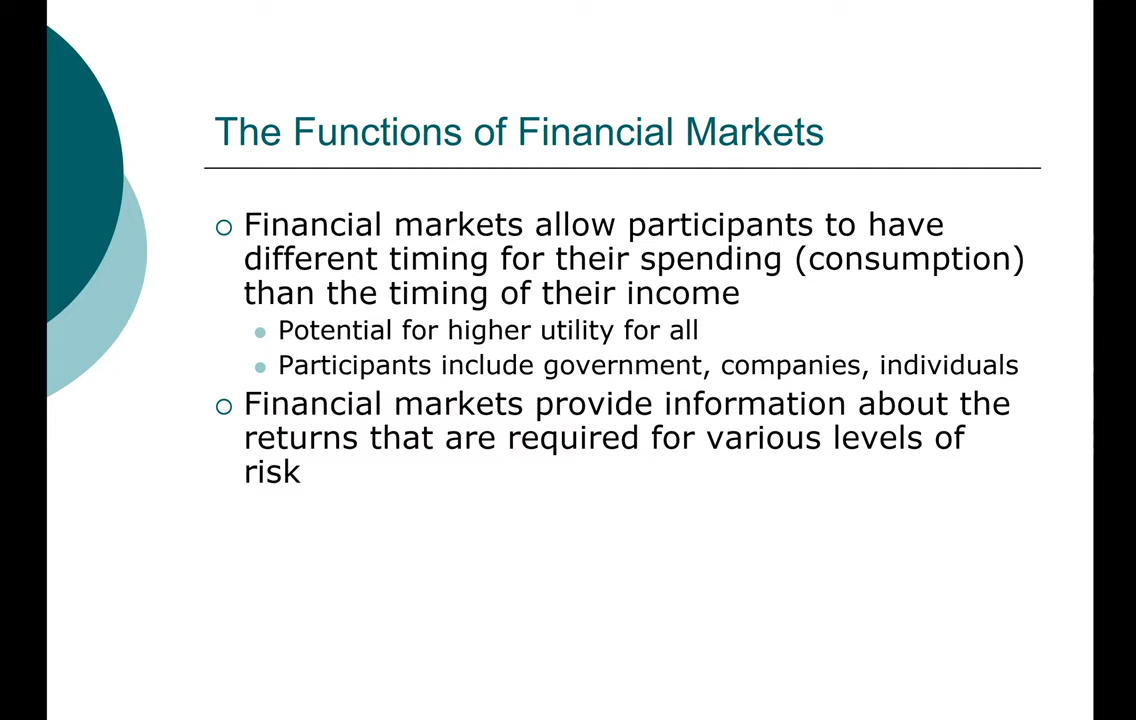 The Functions of Financial Markets
Financial markets allow participants to have
different timing for their spending (consumption)
than the timing of their income
Potential for higher utility for all
Participants include government, companies, individuals
Financial markets provide information about the
returns that are required for various levels of
risk